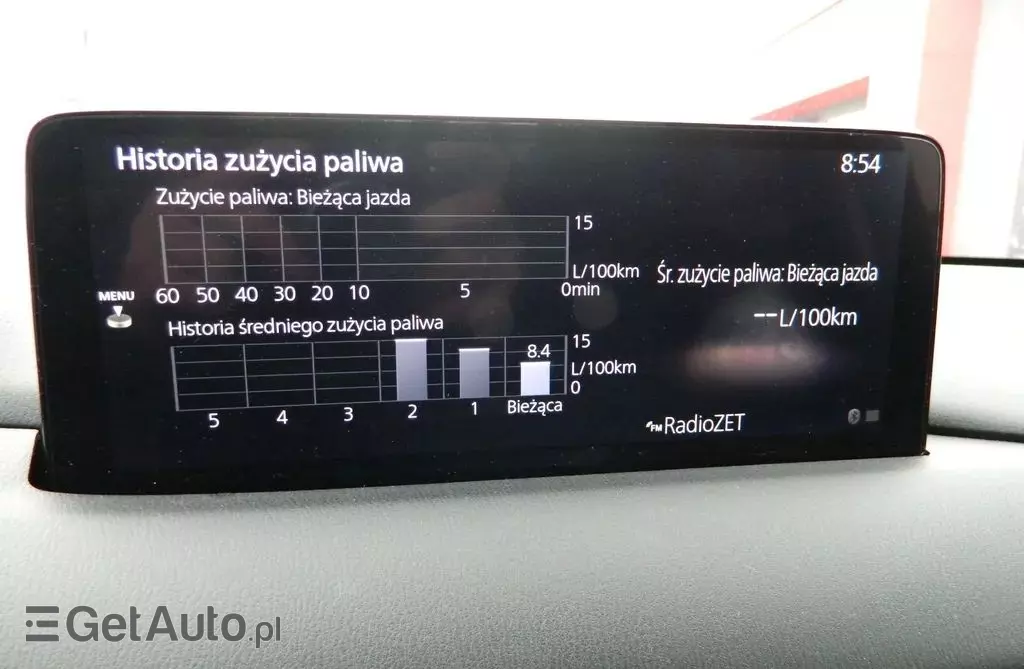 Historia zużycia paliwa
8:54
Zużycie paliwa: Bieżąca jazda
15
L/100km
60 50 40 30 20 10 5 0min
Śr. zużycie paliwa: Bieżąca jazda
--L/100km
MENU
Historia średniego zużycia paliwa
15
8.4
L/100km
0
5 4 3 2 1 Bieżąca
FM RadioZET
GetAuto.pl